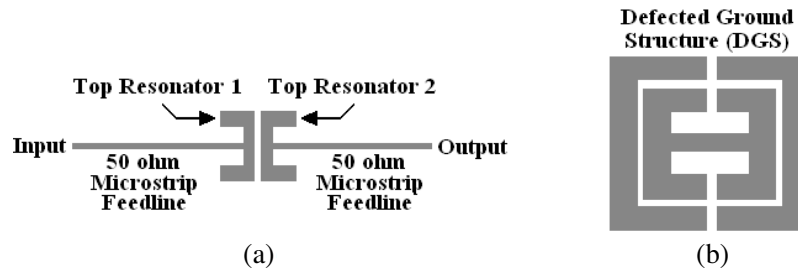 Defected Ground
Structure (DGS)
Top Resonator 1
Top Resonator 2
Input
Output
50 ohm
Microstrip
Feedline
50 ohm
Microstrip
Feedline
(a)
(b)